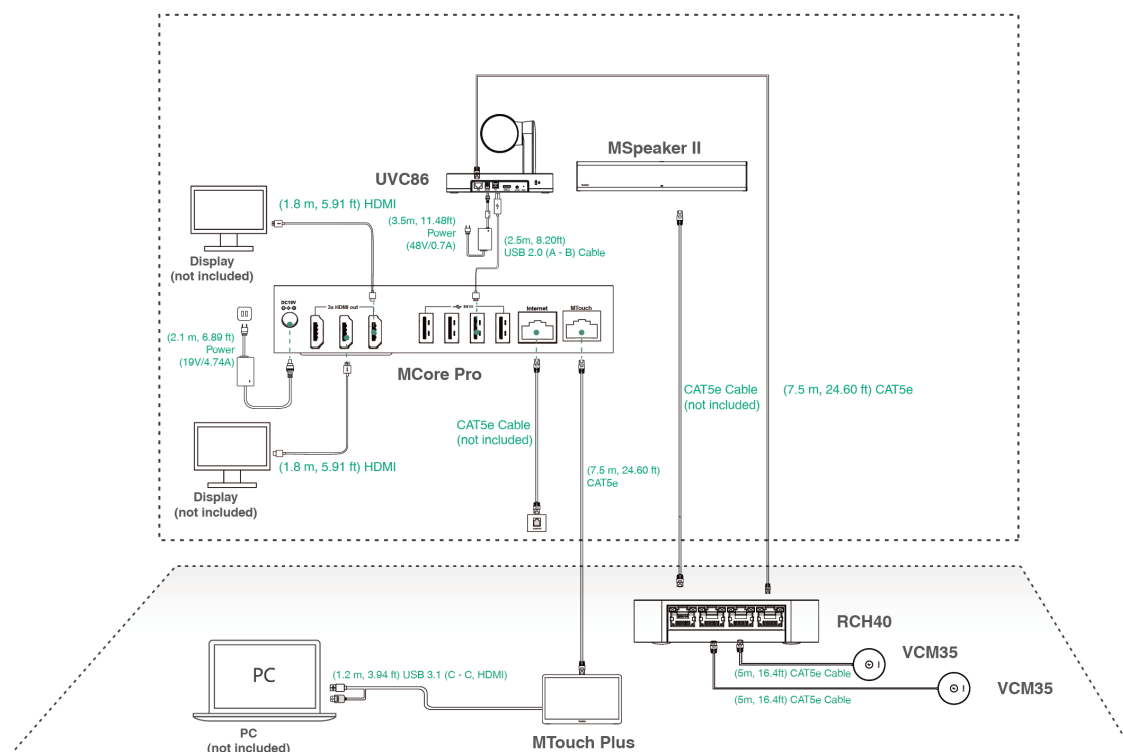 MSpeaker II
UVC86
(1.8 m, 5.91 ft) HDMI
(3.5m, 11.48ft)
Power
(48V/0.7A)
(2.5m, 8.20ft)
USB 2.0 (A - B) Cable
Display
(not included)
DC19V
3x HDMI out
Internet
MTouch
(2.1 m, 6.89 ft)
Power
(19V/4.74A)
MCore Pro
CAT5e Cable
(not included)
(7.5 m, 24.60 ft) CAT5e
CAT5e Cable
(not included)
(1.8 m, 5.91 ft) HDMI
(7.5 m, 24.60 ft)
CAT5e
Display
(not included)
RCH40
VCM35
(5m, 16.4ft) CAT5e Cable
PC
(1.2 m, 3.94 ft) USB 3.1 (C - C, HDMI)
VCM35
(5m, 16.4ft) CAT5e Cable
PC
(not included)
MTouch Plus